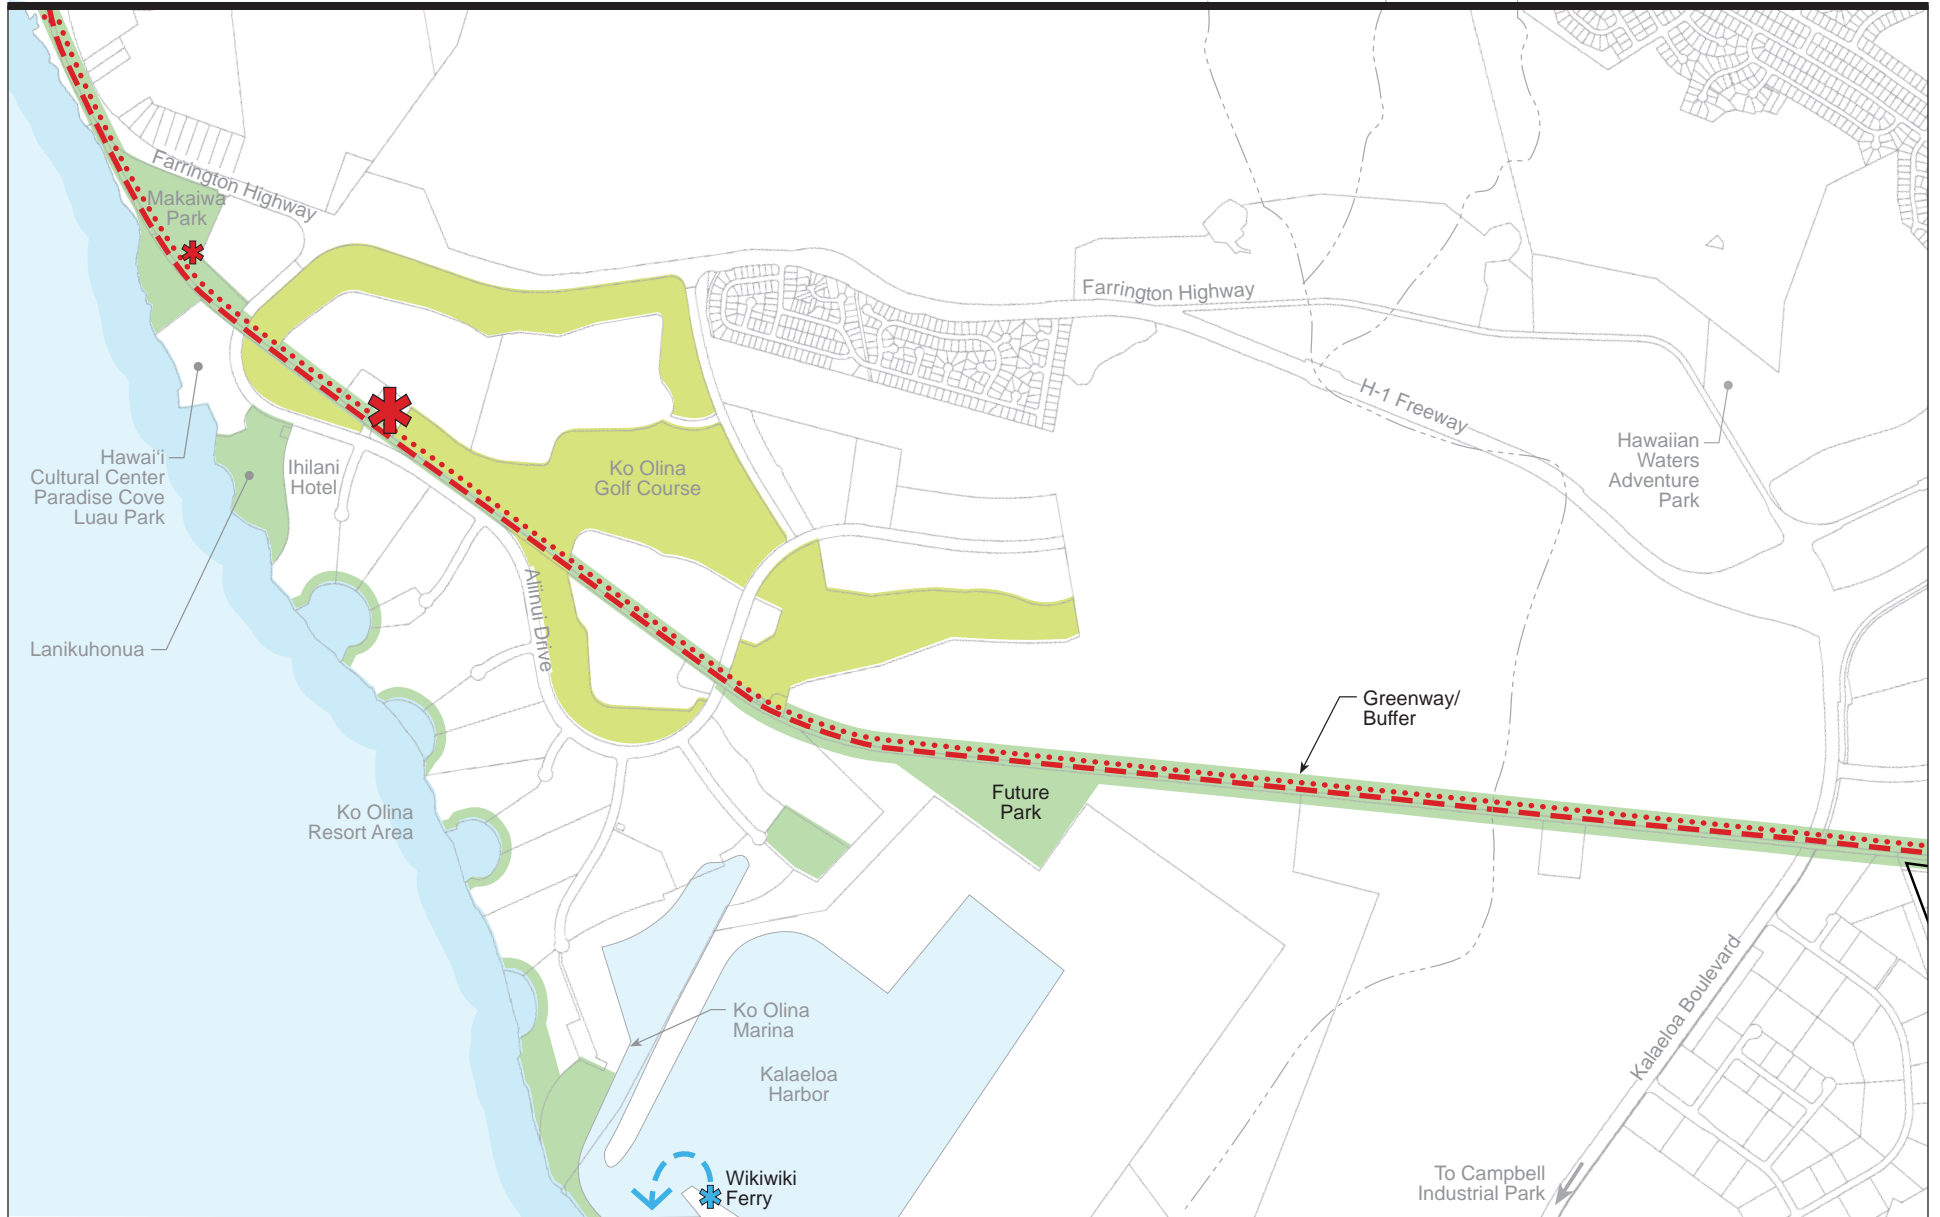 Farrington Highway
Makaiwa
Park
Farrington Highway
H-1 Freeway
Hawaiian
Waters
Adventure
Park
Hawai‘i
Cultural Center
Paradise Cove
Luau Park
Ihilani
Hotel
Ko Olina
Golf Course
Aliinui Drive
Lanikuhonua
Greenway/
Buffer
Future
Park
Ko Olina
Resort Area
Ko Olina
Marina
Kalaeloa
Harbor
Kalaeloa Boulevard
Wikiwiki
Ferry
To Campbell
Industrial Park